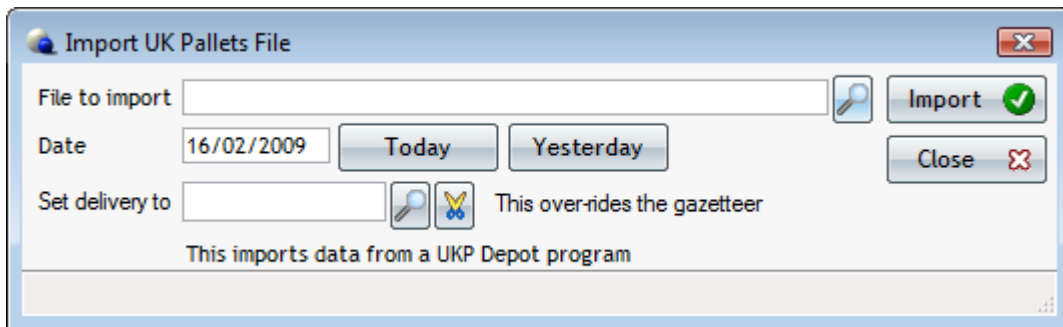 Import UK Pallets File
File to import Import
Date 16/02/2009 Today Yesterday
Close
Set delivery to This over-rides the gazetteer
This imports data from a UKP Depot program